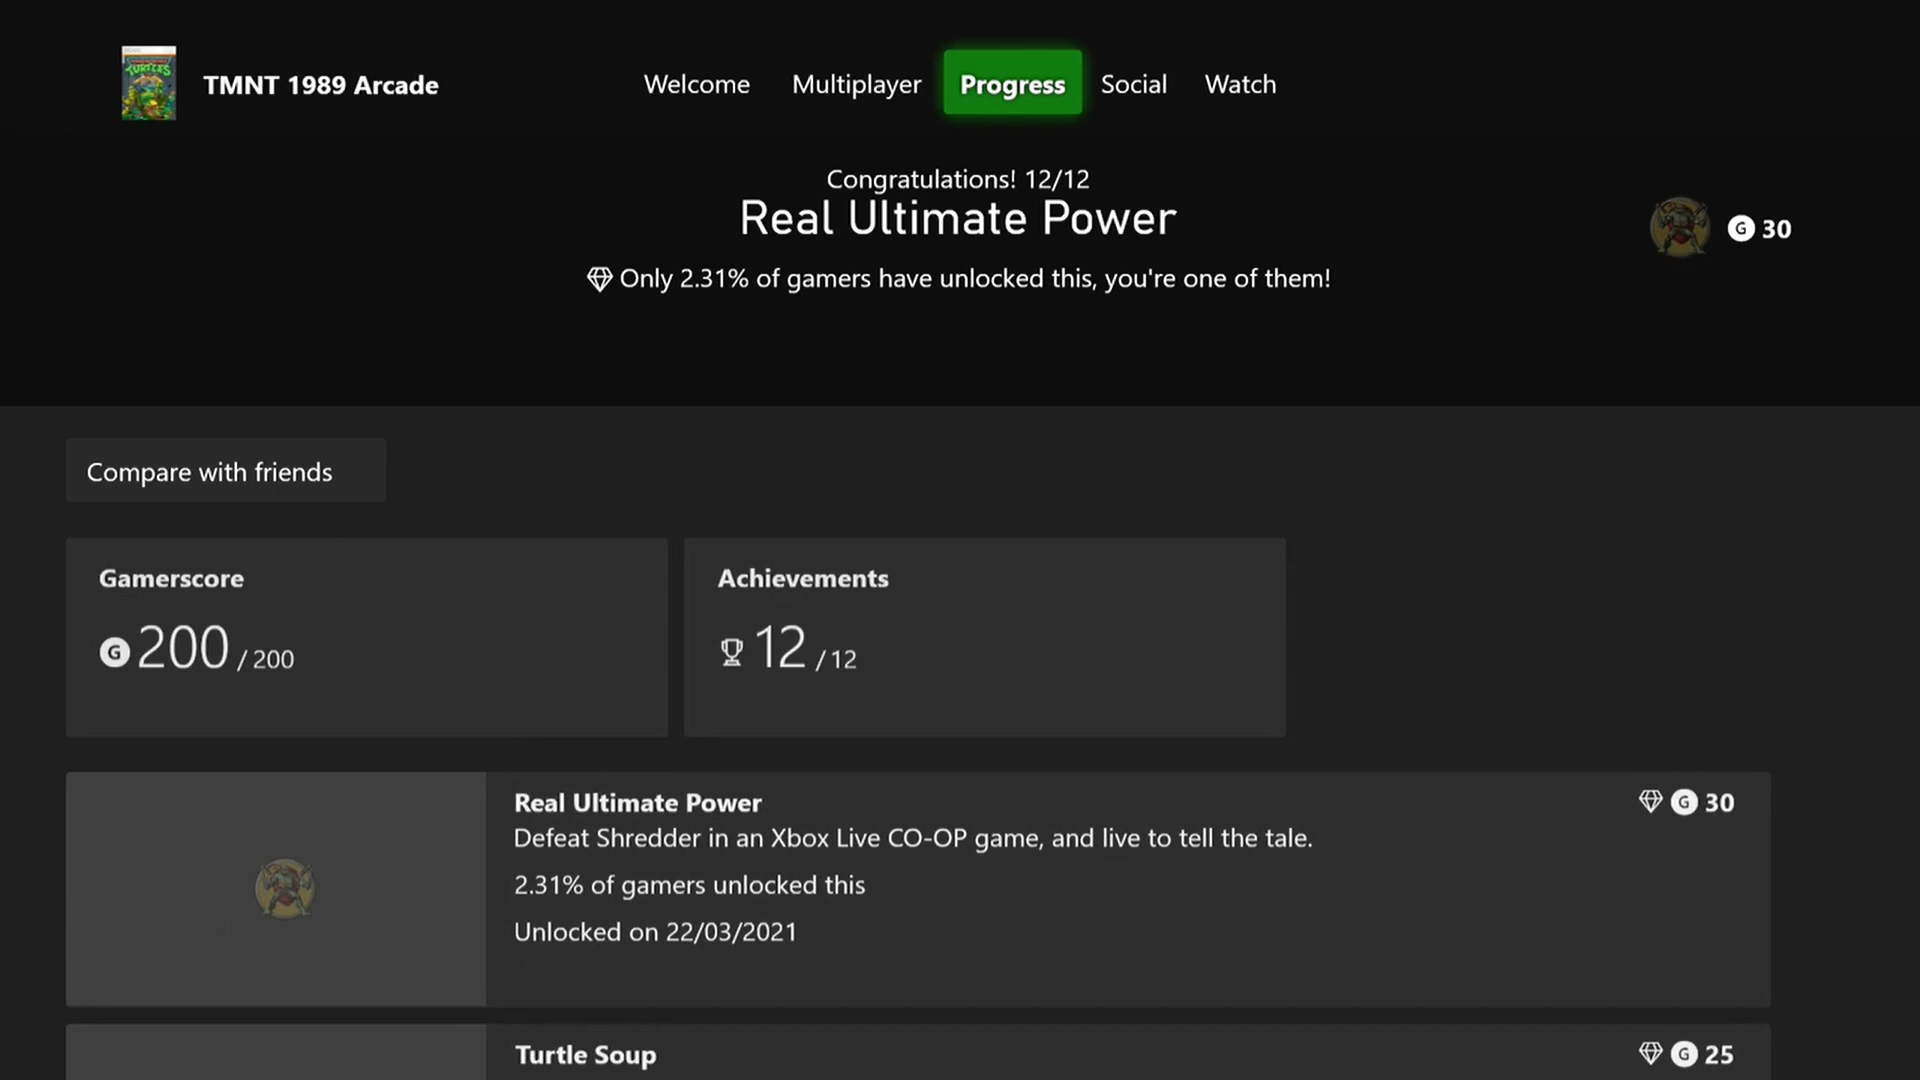 TURTLES
TMNT 1989 Arcade
Welcome
Multiplayer
Progress
Social
Watch
Congratulations! 12/12
Real Ultimate Power
Only 2.31% of gamers have unlocked this, you're one of them!
G 30
Compare with friends
Gamerscore
G 200 / 200
Achievements
12 / 12
Real Ultimate Power
G 30
Defeat Shredder in an Xbox Live CO-OP game, and live to tell the tale.
2.31% of gamers unlocked this
Unlocked on 22/03/2021
Turtle Soup
G 25